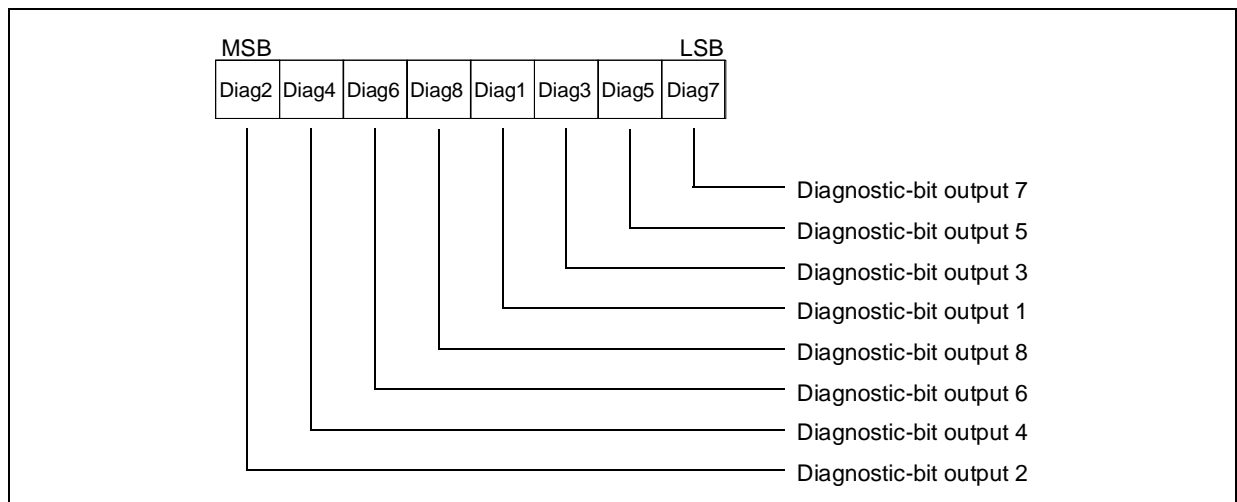 MSB LSB
Diag2 Diag4 Diag6 Diag8 Diag1 Diag3 Diag5 Diag7
Diagnostic-bit output 7
Diagnostic-bit output 5
Diagnostic-bit output 3
Diagnostic-bit output 1
Diagnostic-bit output 8
Diagnostic-bit output 6
Diagnostic-bit output 4
Diagnostic-bit output 2